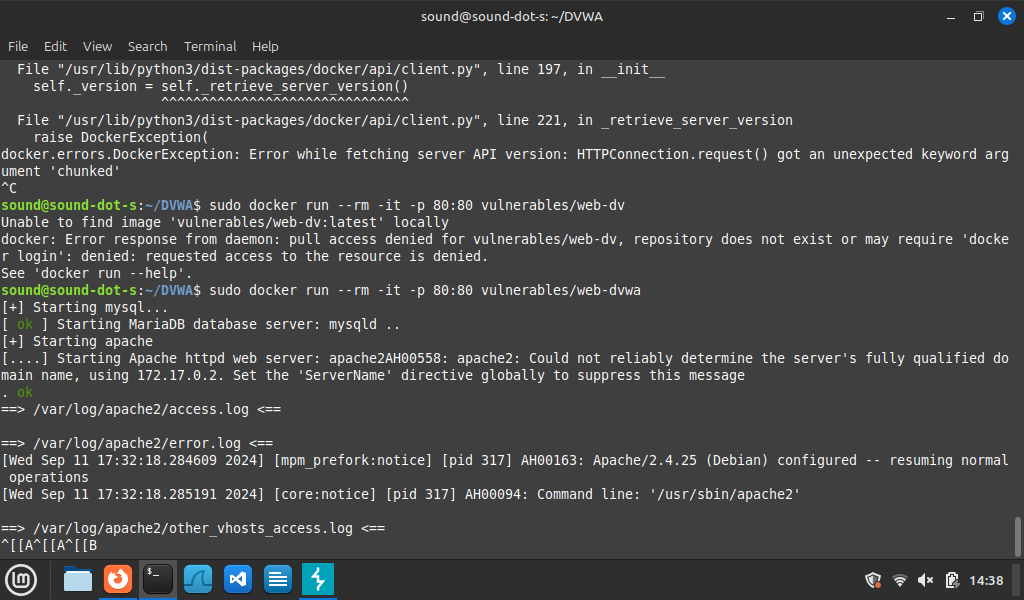 sound@sound-dot-s: ~/DVWA
File Edit View Search Terminal Help
  File "/usr/lib/python3/dist-packages/docker/api/client.py", line 197, in __init__
    self._version = self._retrieve_server_version()
                    ^^^^^^^^^^^^^^^^^^^^^^^^^^^^^^^
  File "/usr/lib/python3/dist-packages/docker/api/client.py", line 221, in _retrieve_server_version
    raise DockerException(
docker.errors.DockerException: Error while fetching server API version: HTTPConnection.request() got an unexpected keyword arg
ument 'chunked'
^C
sound@sound-dot-s:~/DVWA$ sudo docker run --rm -it -p 80:80 vulnerables/web-dv
Unable to find image 'vulnerables/web-dv:latest' locally
docker: Error response from daemon: pull access denied for vulnerables/web-dv, repository does not exist or may require 'docke
r login': denied: requested access to the resource is denied.
See 'docker run --help'.
sound@sound-dot-s:~/DVWA$ sudo docker run --rm -it -p 80:80 vulnerables/web-dvwa
[+] Starting mysql...
[ ok ] Starting MariaDB database server: mysqld ..
[+] Starting apache
[....] Starting Apache httpd web server: apache2AH00558: apache2: Could not reliably determine the server's fully qualified do
main name, using 172.17.0.2. Set the 'ServerName' directive globally to suppress this message
. ok
==> /var/log/apache2/access.log <==

==> /var/log/apache2/error.log <==
[Wed Sep 11 17:32:18.284609 2024] [mpm_prefork:notice] [pid 317] AH00163: Apache/2.4.25 (Debian) configured -- resuming normal
 operations
[Wed Sep 11 17:32:18.285191 2024] [core:notice] [pid 317] AH00094: Command line: '/usr/sbin/apache2'

==> /var/log/apache2/other_vhosts_access.log <==
^[[A^[[A^[[B
14:38